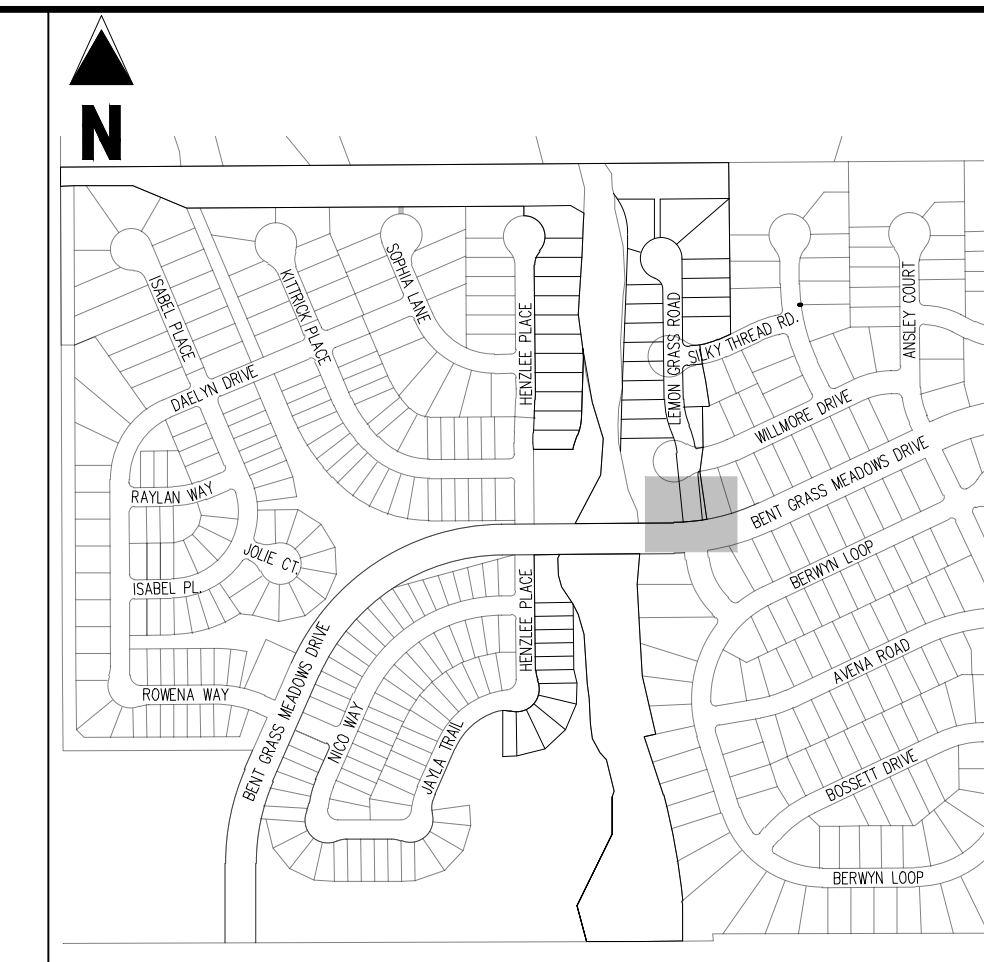 N
ISABEL PLACE
KITTRICK PLACE
SOPHIA LANE
HENZLEE PLACE
LEMON GRASS ROAD
SILKY THREAD RD.
ANSLEY COURT
DAELYN DRIVE
WILLMORE DRIVE
BENT GRASS MEADOWS DRIVE
RAYLAN WAY
JOLIE CT.
ISABEL PL.
BERWYN LOOP
HENZLEE PLACE
AVENA ROAD
ROWENA WAY
BENT GRASS MEADOWS DRIVE
NICO WAY
JAYLA TRAIL
BOSSETT DRIVE
BERWYN LOOP